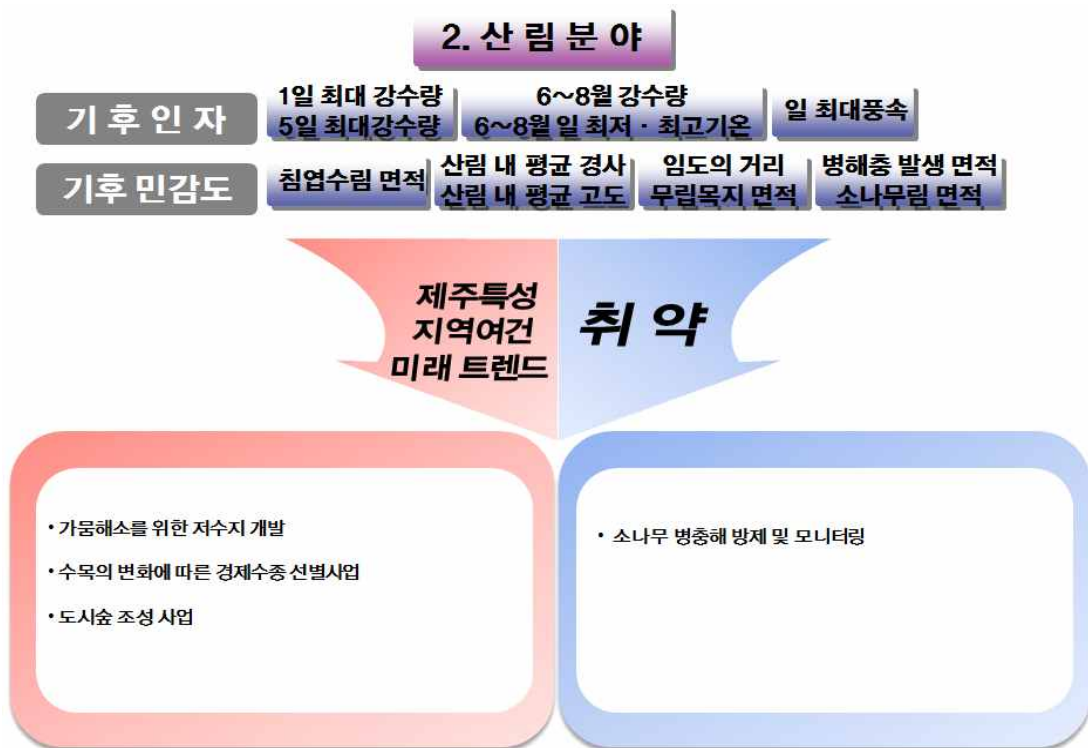 2. 산 림 분 야
기 후 인 자
1일 최대 강수량
5일 최대강수량
6~8월 강수량
6~8월 일 최저 · 최고기온
일 최대풍속
기후 민감도
침엽수림 면적
산림 내 평균 경사
산림 내 평균 고도
임도의 거리
무립목지 면적
병해충 발생 면적
소나무림 면적
제주특성
지역여건
미래 트렌드
취 약
• 가뭄해소를 위한 저수지 개발
• 수목의 변화에 따른 경제수종 선별사업
• 도시숲 조성 사업
• 소나무 병충해 방제 및 모니터링